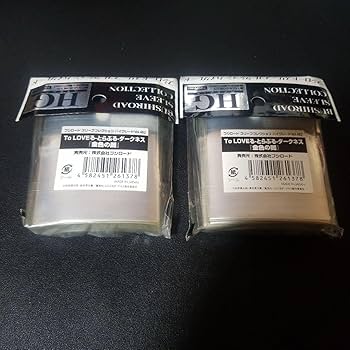 BUSHIROAD
SLEEVE
COLLECTION
HG
ブシロード スリーブコレクション ハイグレード Vol.
To LOVEる-とらぶる-ダークネス
『金色の闇』
発売元：株式会社ブシロード
4 582451 261378
BUSHIROAD
SLEEVE
COLLECTION
HG
ブシロード スリーブコレクション ハイグレード Vol.
To LOVEる-とらぶる-ダークネス
『金色の闇』
発売元：株式会社ブシロード
4 582451 261378